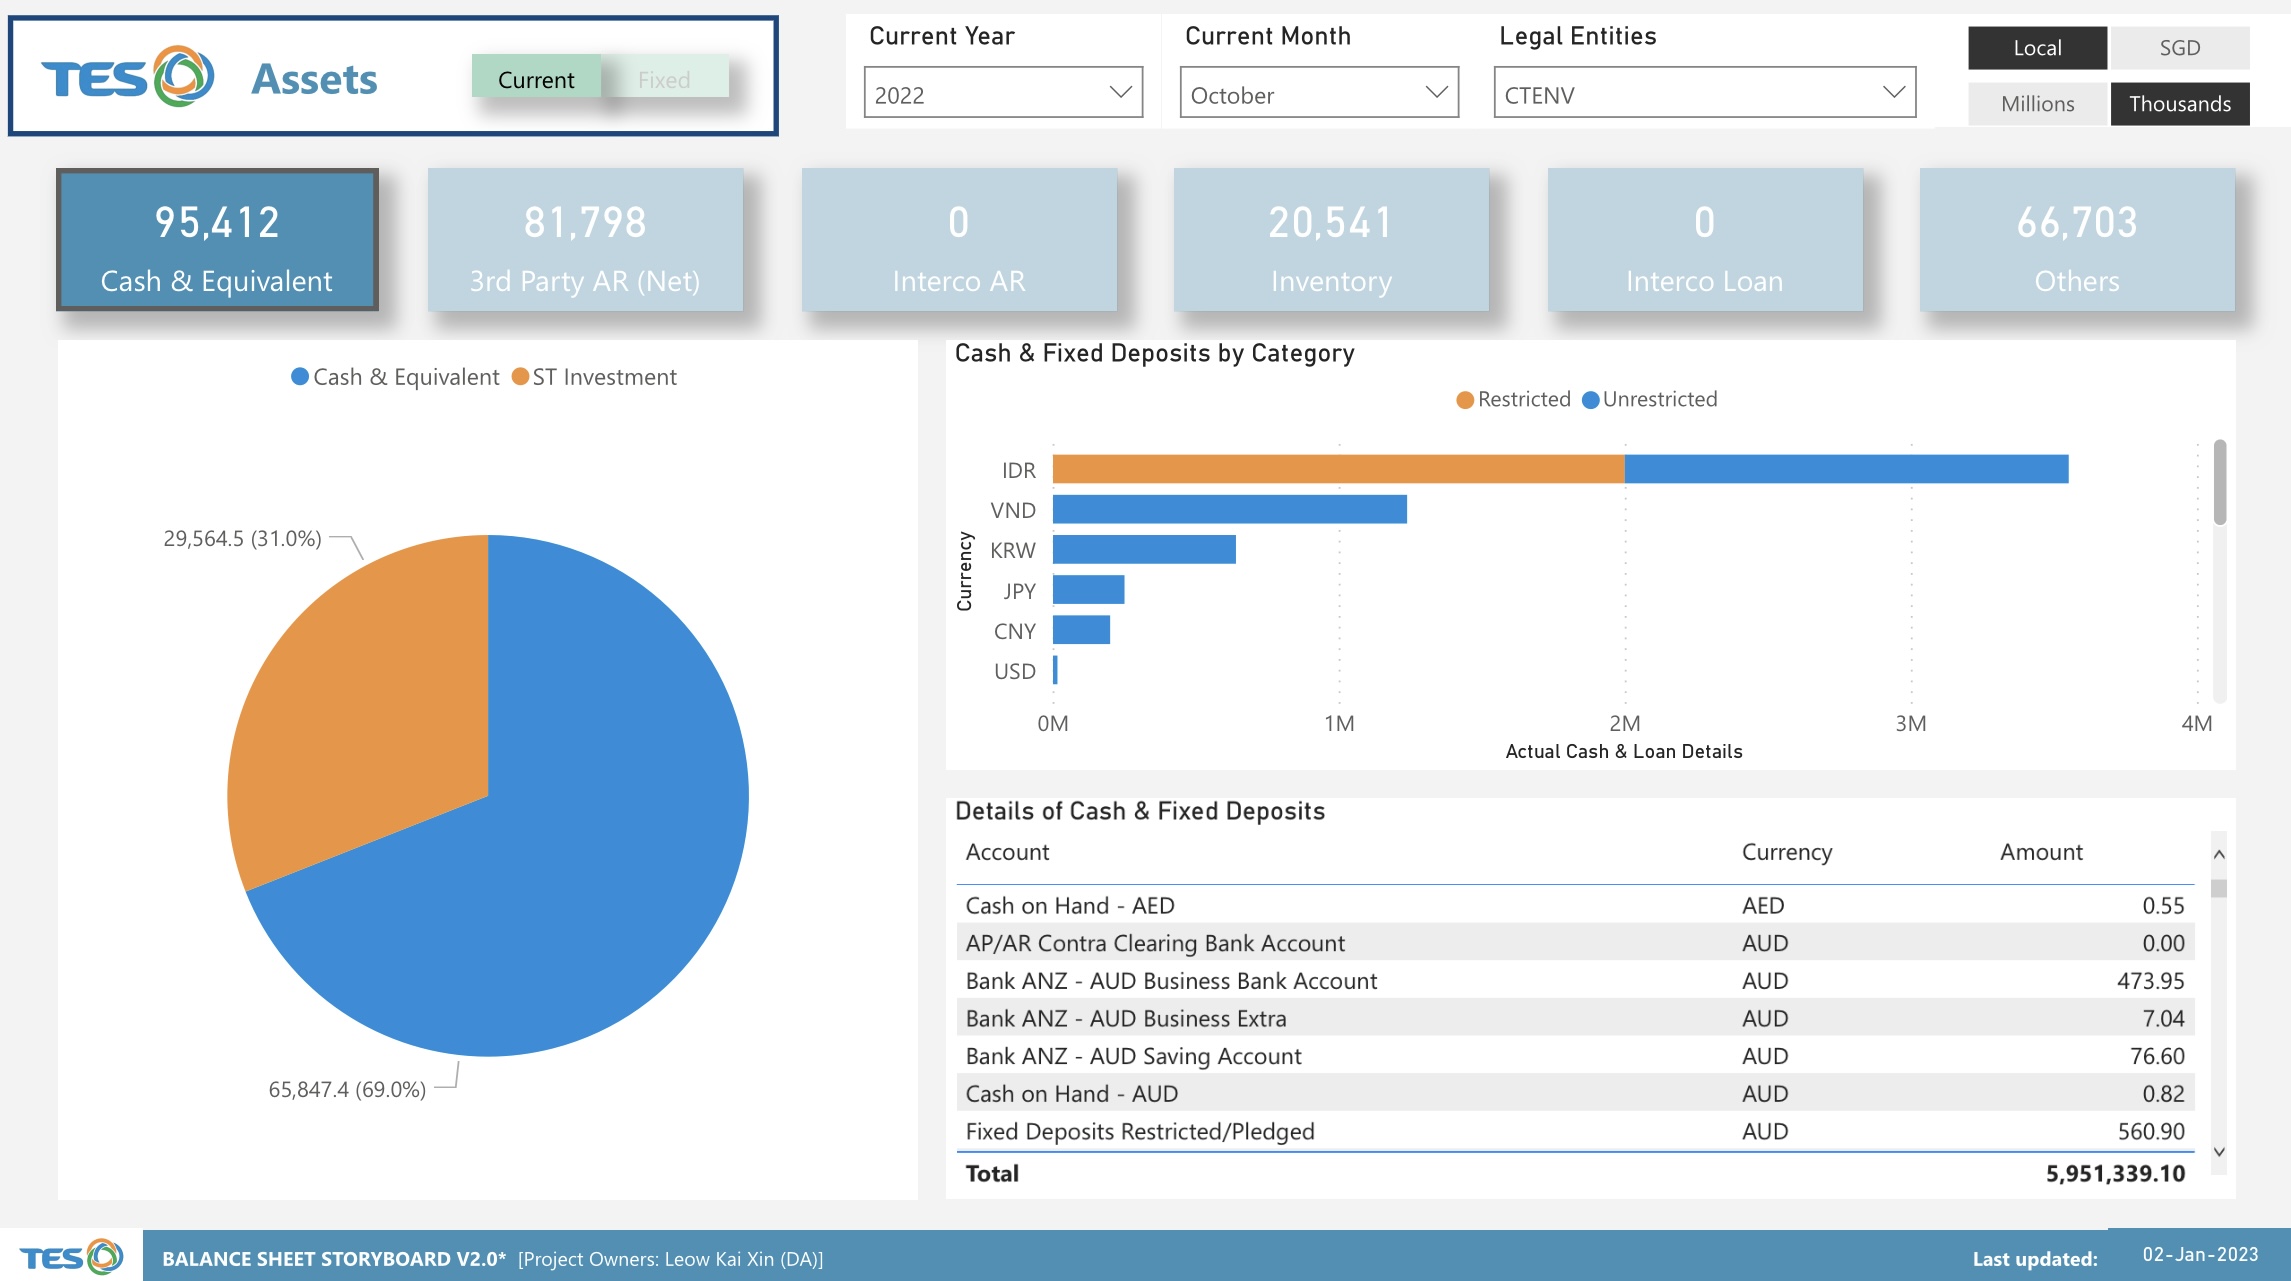 TES Assets
Current
Fixed
Current Year
2022
Current Month
October
Legal Entities
CTENV
Local
SGD
Millions
Thousands
95,412
Cash & Equivalent
81,798
3rd Party AR (Net)
0
Interco AR
20,541
Inventory
0
Interco Loan
66,703
Others
Cash & Equivalent
ST Investment
29,564.5 (31.0%)
65,847.4 (69.0%)
Cash & Fixed Deposits by Category
Restricted
Unrestricted
Currency
IDR
VND
KRW
JPY
CNY
USD
0M
1M
2M
3M
4M
Actual Cash & Loan Details
Details of Cash & Fixed Deposits
Account Currency Amount
Cash on Hand - AED AED 0.55
AP/AR Contra Clearing Bank Account AUD 0.00
Bank ANZ - AUD Business Bank Account AUD 473.95
Bank ANZ - AUD Business Extra AUD 7.04
Bank ANZ - AUD Saving Account AUD 76.60
Cash on Hand - AUD AUD 0.82
Fixed Deposits Restricted/Pledged AUD 560.90
Total 5,951,339.10
TES BALANCE SHEET STORYBOARD V2.0* [Project Owners: Leow Kai Xin (DA)]
Last updated: 02-Jan-2023